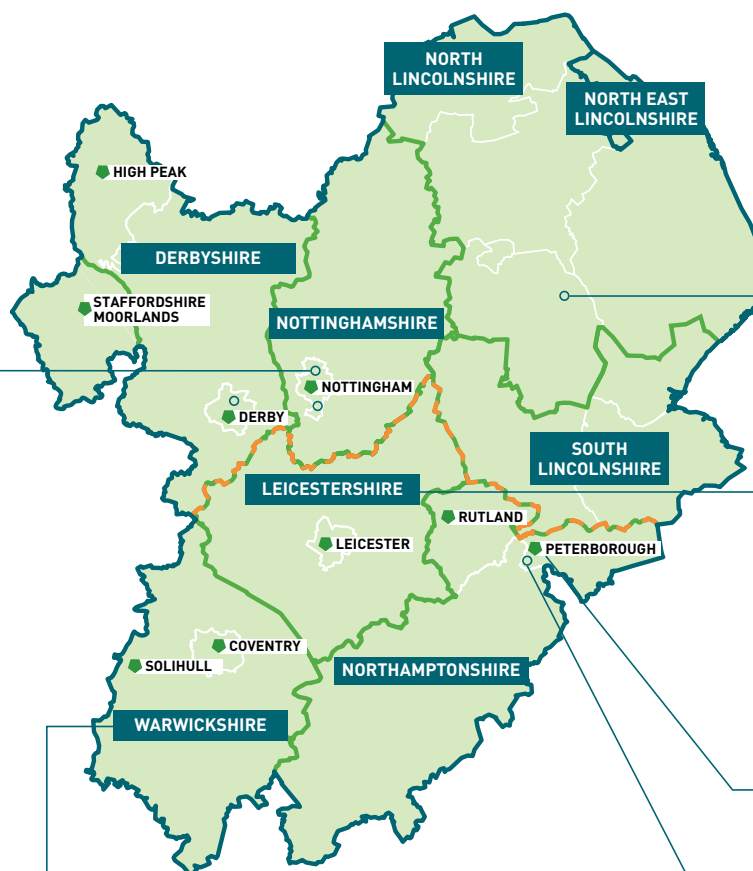 NORTH
LINCOLNSHIRE
NORTH EAST
LINCOLNSHIRE
HIGH PEAK
DERBYSHIRE
STAFFORDSHIRE
MOORLANDS
NOTTINGHAMSHIRE
NOTTINGHAM
DERBY
SOUTH
LINCOLNSHIRE
LEICESTERSHIRE
RUTLAND
LEICESTER
PETERBOROUGH
COVENTRY
SOLIHULL
NORTHAMPTONSHIRE
WARWICKSHIRE